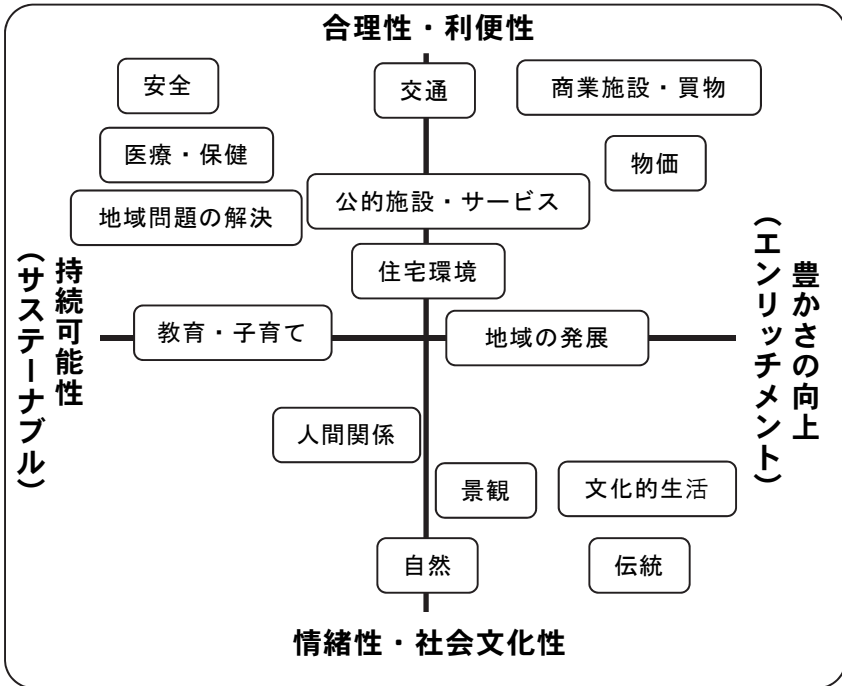 合理性・利便性
安全
交通
商業施設・買物
医療・保健
物価
公的施設・サービス
地域問題の解決
住宅環境
持続可能性
（サステーナブル）
豊かさの向上
（エンリッチメント）
教育・子育て
地域の発展
人間関係
景観
文化的生活
自然
伝統
情緒性・社会文化性